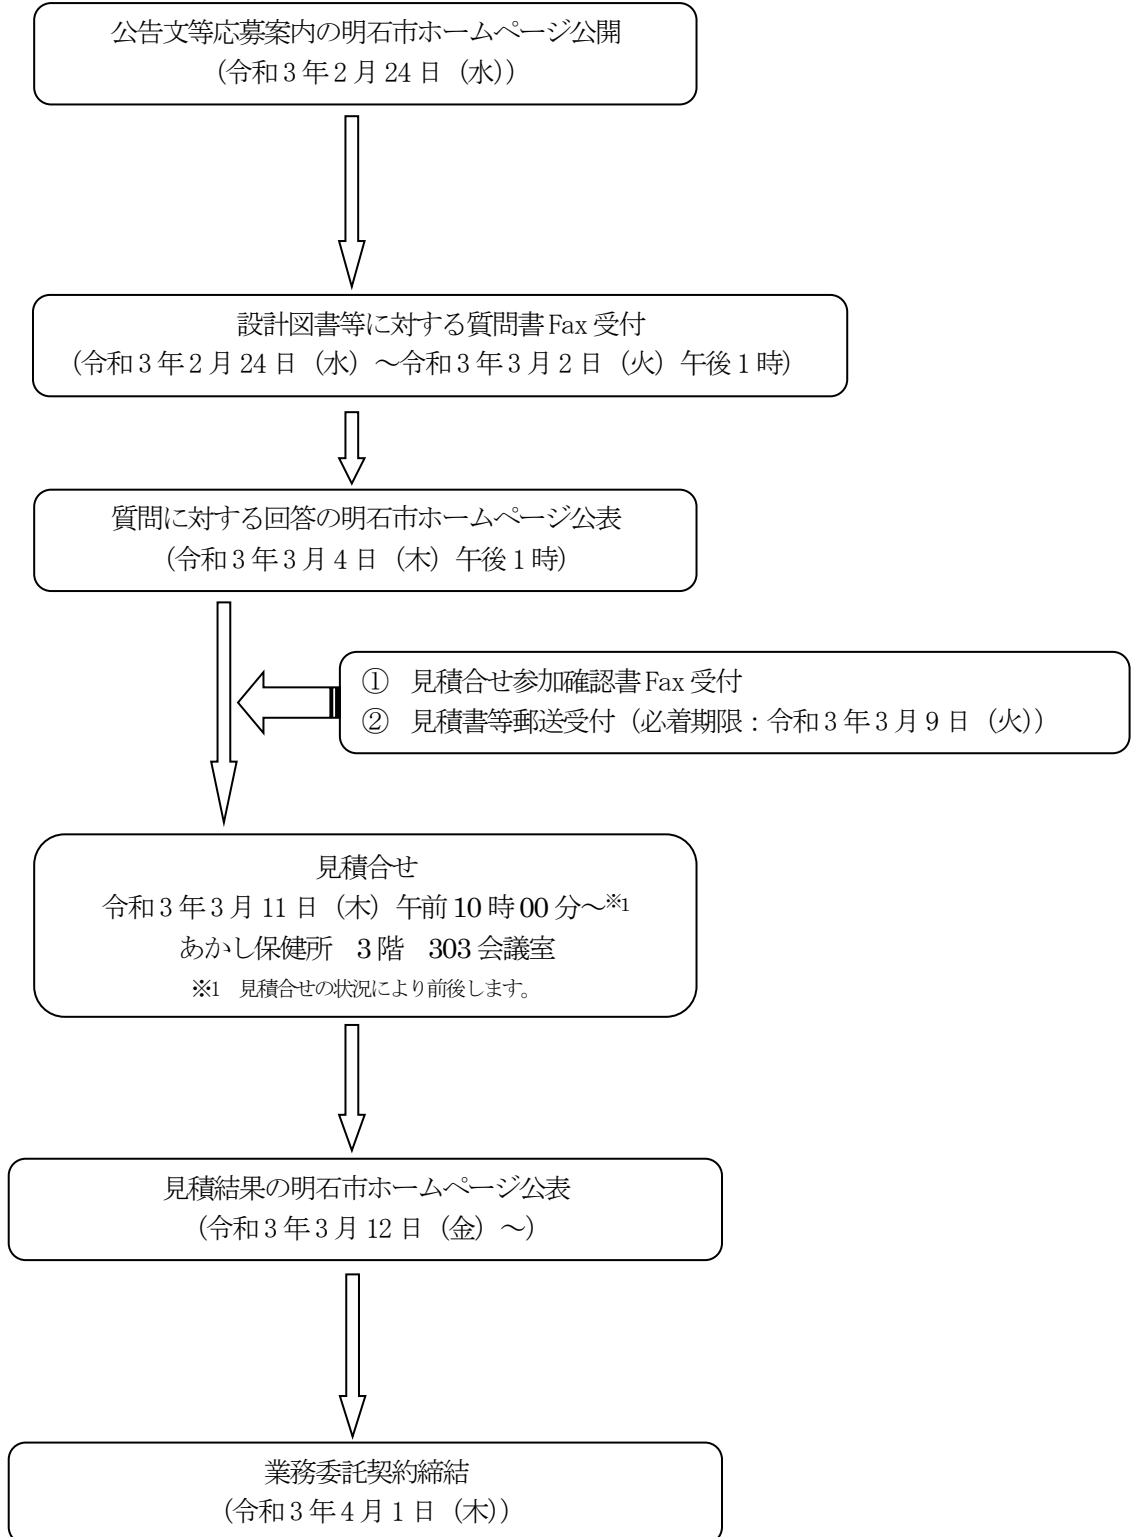 公告文等応募案内の明石市ホームページ公開
（令和3年2月24日（水））
設計図書等に対する質問書Fax受付
（令和3年2月24日（水）～令和3年3月2日（火）午後1時）
質問に対する回答の明石市ホームページ公表
（令和3年3月4日（木）午後1時）
① 見積合せ参加確認書Fax受付
② 見積書等郵送受付（必着期限：令和3年3月9日（火））
見積合せ
令和3年3月11日（木）午前10時00分～※1
あかし保健所　3階　303会議室
※1　見積合せの状況により前後します。
見積結果の明石市ホームページ公表
（令和3年3月12日（金）～）
業務委託契約締結
（令和3年4月1日（木））